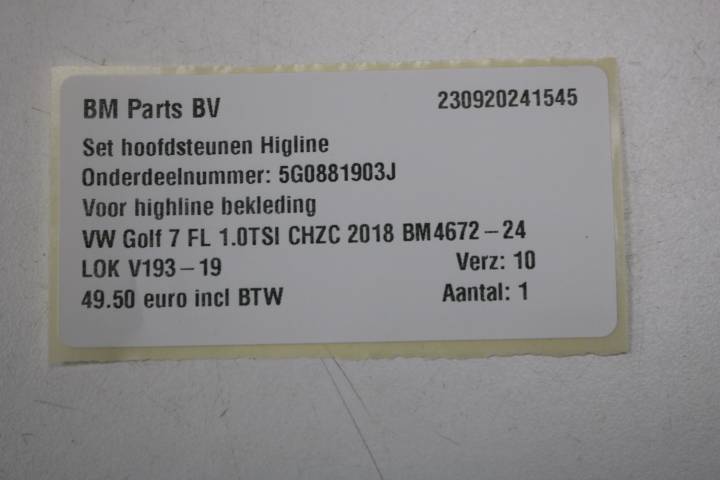 BM Parts BV 230920241545
Set hoofdsteunen Higline
Onderdeelnummer: 5G0881903J
Voor highline bekleding
VW Golf 7 FL 1.0TSI CHZC 2018 BM4672-24
LOK V193-19 Verz: 10
49.50 euro incl BTW Aantal: 1